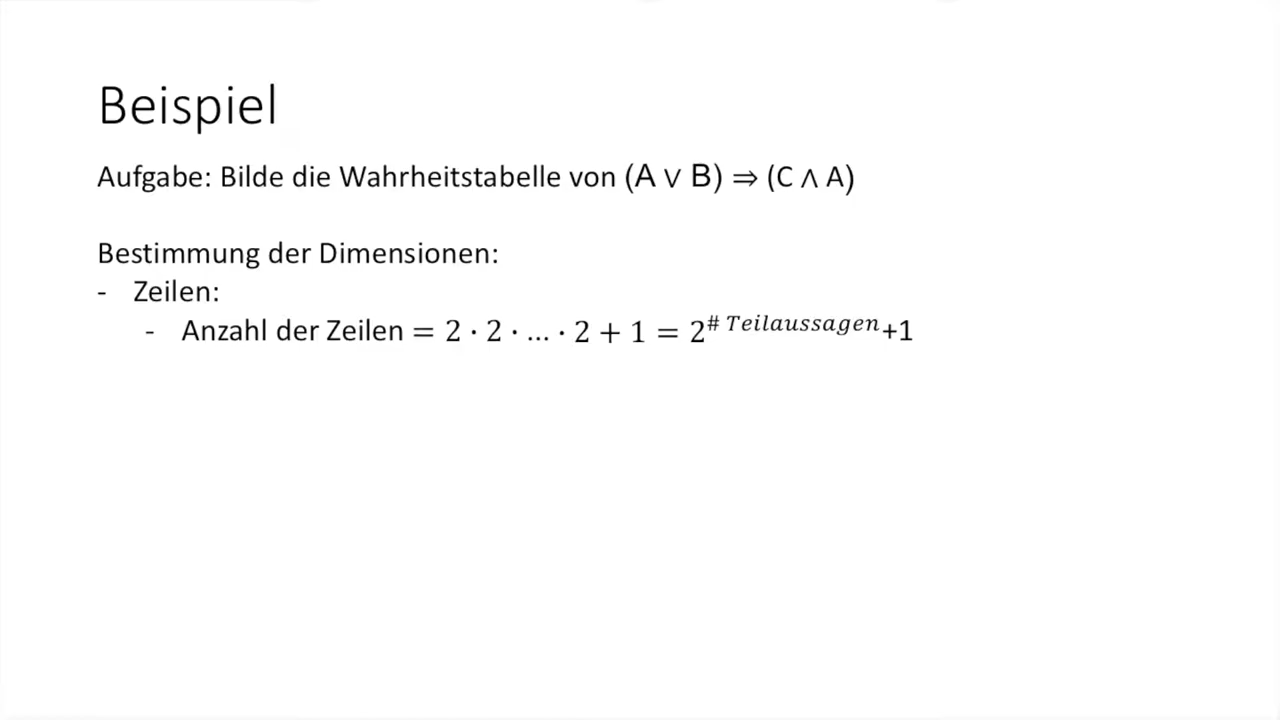 Beispiel
Aufgabe: Bilde die Wahrheitstabelle von (A ∨ B) ⇒ (C ∧ A)
Bestimmung der Dimensionen:
- Zeilen:
- Anzahl der Zeilen = 2 · 2 · … · 2 + 1 = 2^{# Teilaussagen}+1